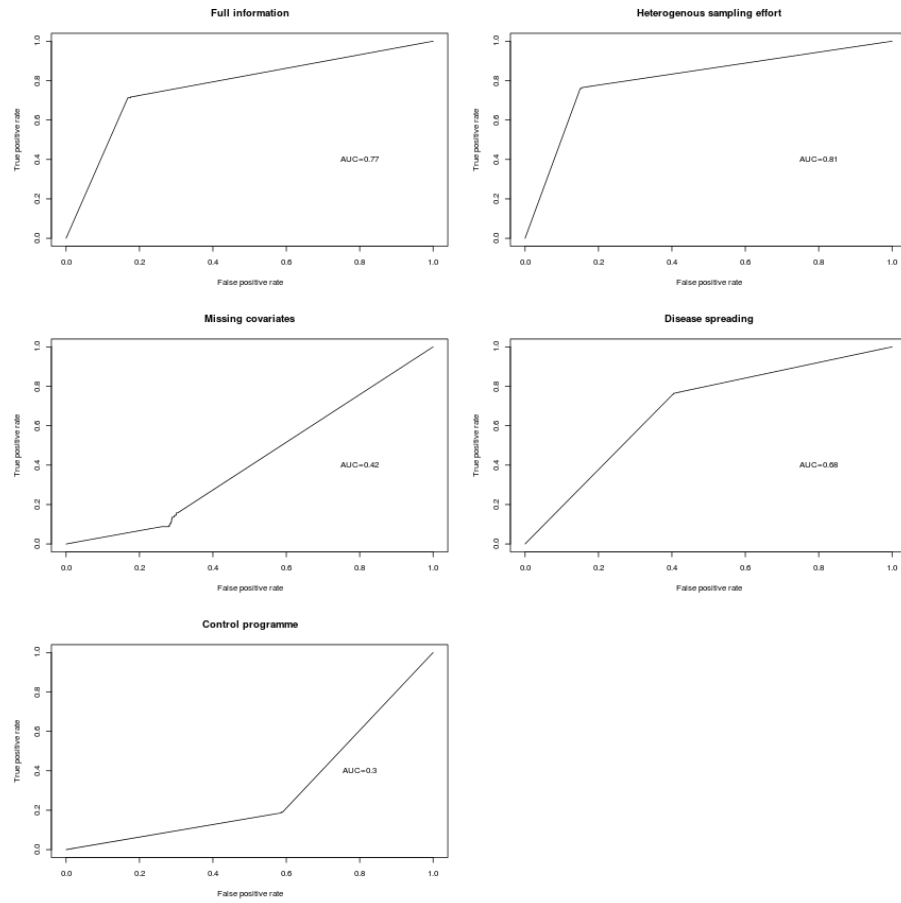 Full information
1.0
0.8
0.6
0.4
0.2
0.0
True positive rate
AUC=0.77
0.0 0.2 0.4 0.6 0.8 1.0
False positive rate
Heterogenous sampling effort
1.0
0.8
0.6
0.4
0.2
0.0
True positive rate
AUC=0.81
0.0 0.2 0.4 0.6 0.8 1.0
False positive rate
Missing covariates
1.0
0.8
0.6
0.4
0.2
0.0
True positive rate
AUC=0.42
0.0 0.2 0.4 0.6 0.8 1.0
False positive rate
Disease spreading
1.0
0.8
0.6
0.4
0.2
0.0
True positive rate
AUC=0.68
0.0 0.2 0.4 0.6 0.8 1.0
False positive rate
Control programme
1.0
0.8
0.6
0.4
0.2
0.0
True positive rate
AUC=0.3
0.0 0.2 0.4 0.6 0.8 1.0
False positive rate